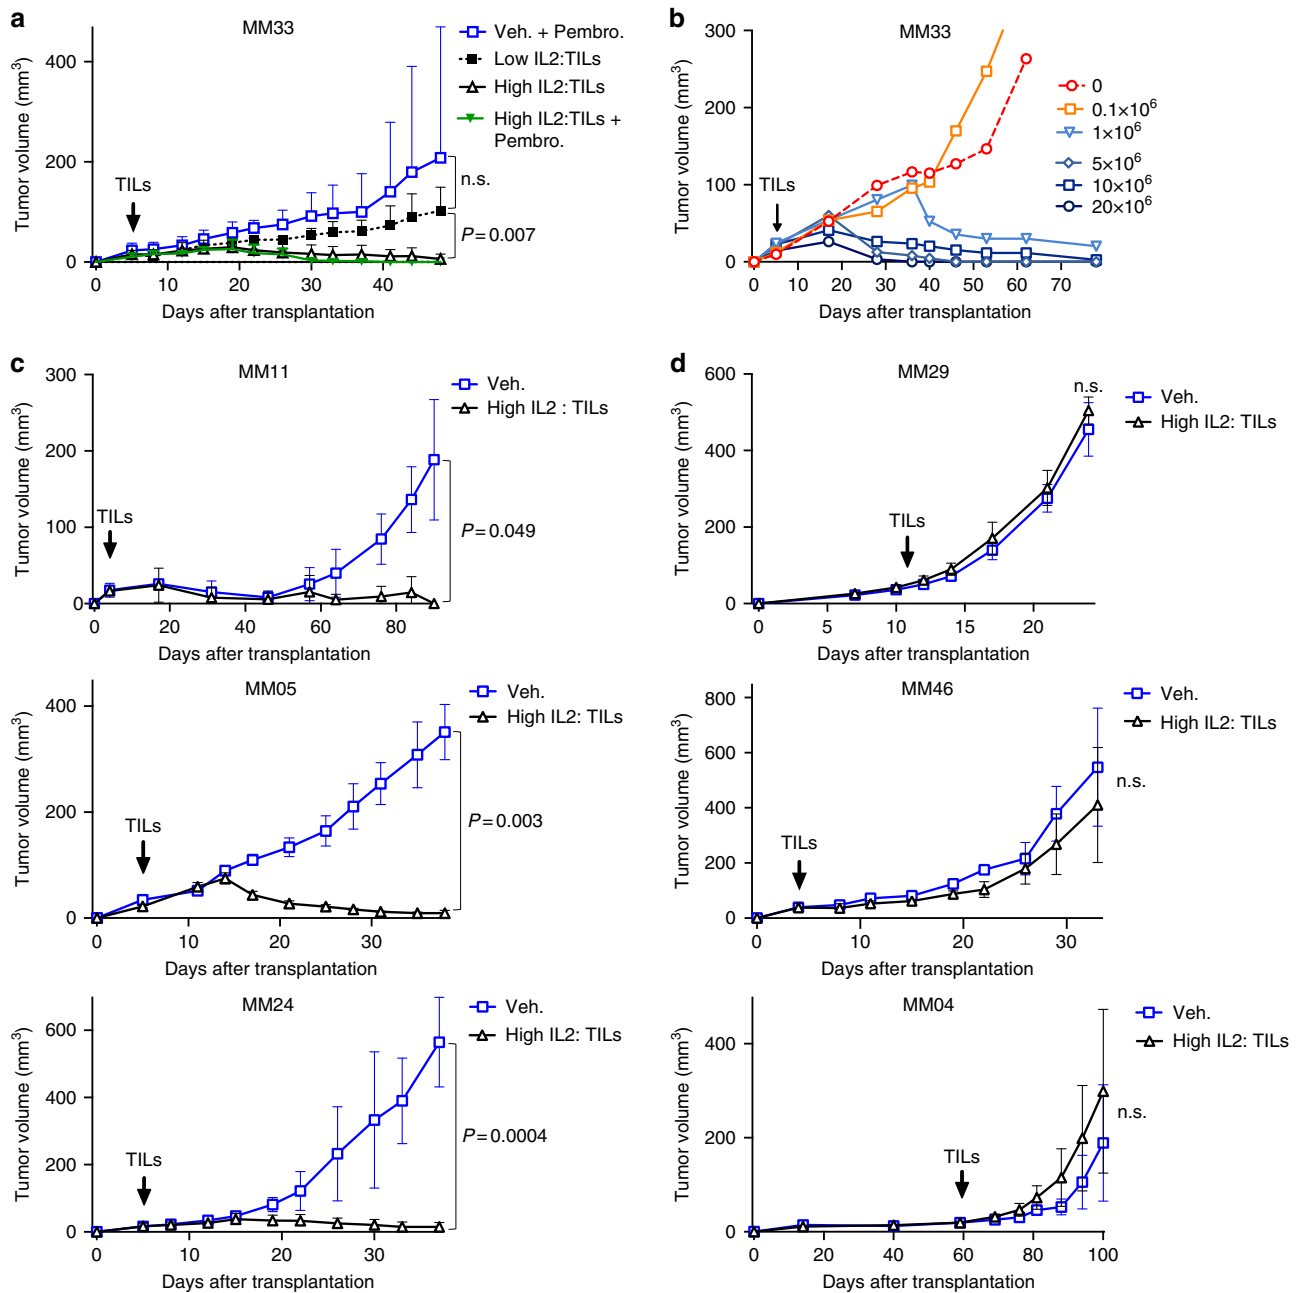 a
MM33
Tumor volume (mm³)
400
200
0
TILs
n.s.
P=0.007
0 10 20 30 40
Days after transplantation
Veh. + Pembro.
Low IL2:TILs
High IL2:TILs
High IL2:TILs +
Pembro.
b
MM33
Tumor volume (mm³)
300
200
100
0
TILs
0 10 20 30 40 50 60 70
Days after transplantation
0
0.1×10⁶
1×10⁶
5×10⁶
10×10⁶
20×10⁶
c
MM11
Tumor volume (mm³)
300
200
100
0
TILs
P=0.049
0 20 40 60 80
Days after transplantation
Veh.
High IL2 : TILs
MM05
Tumor volume (mm³)
400
200
0
TILs
P=0.003
0 10 20 30
Days after transplantation
Veh.
High IL2: TILs
MM24
Tumor volume (mm³)
600
400
200
0
TILs
P=0.0004
0 10 20 30
Days after transplantation
Veh.
High IL2: TILs
d
MM29
Tumor volume (mm³)
600
400
200
0
TILs
n.s.
0 5 10 15 20
Days after transplantation
Veh.
High IL2: TILs
MM46
Tumor volume (mm³)
800
600
400
200
0
TILs
n.s.
0 10 20 30
Days after transplantation
Veh.
High IL2: TILs
MM04
Tumor volume (mm³)
400
200
0
TILs
n.s.
0 20 40 60 80 100
Days after transplantation
Veh.
High IL2: TILs